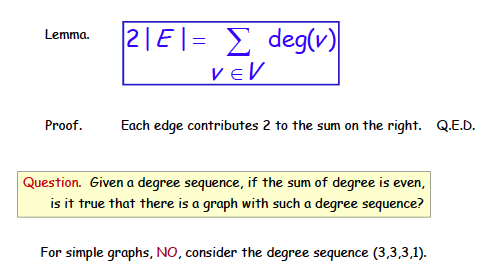 Lemma. 2|E|= ∑ deg(v)
v ∈ V
Proof. Each edge contributes 2 to the sum on the right. Q.E.D.
Question. Given a degree sequence, if the sum of degree is even,
is it true that there is a graph with such a degree sequence?
For simple graphs, NO, consider the degree sequence (3,3,3,1).